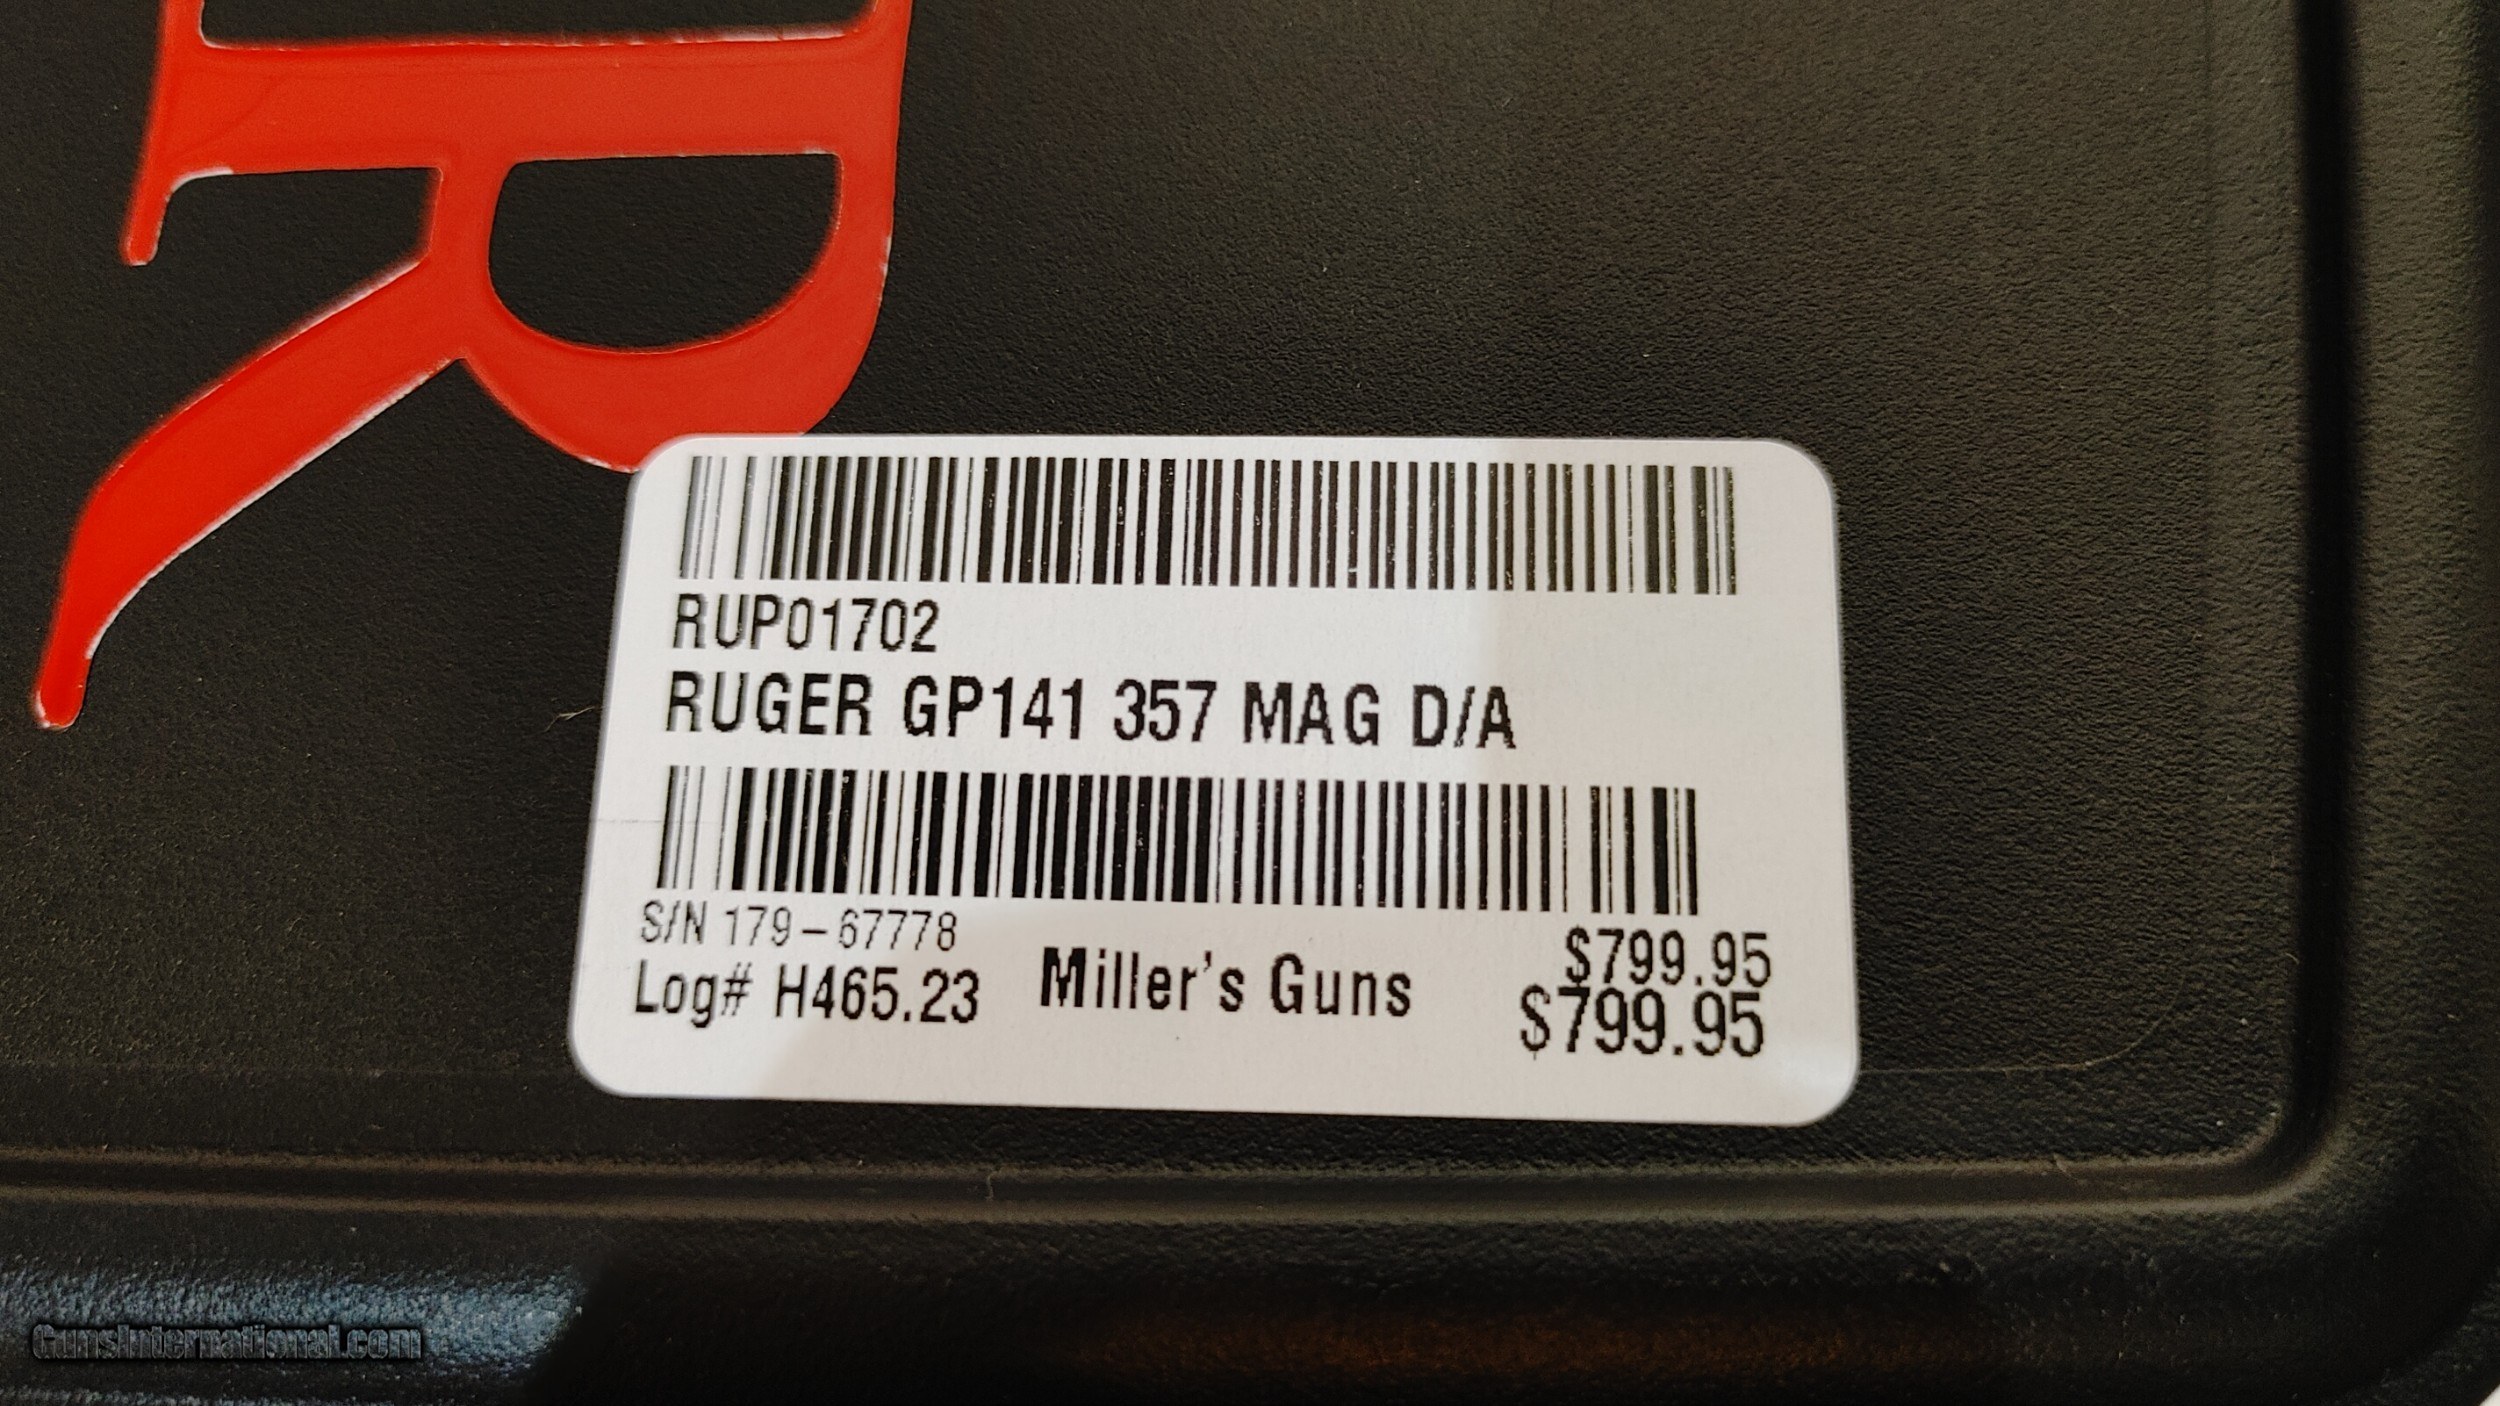 R
RUP01702
RUGER GP141 357 MAG D/A
S/N 179-67778
Log# H465.23
Miller's Guns
$799.95
$799.95
GunsInternational.com